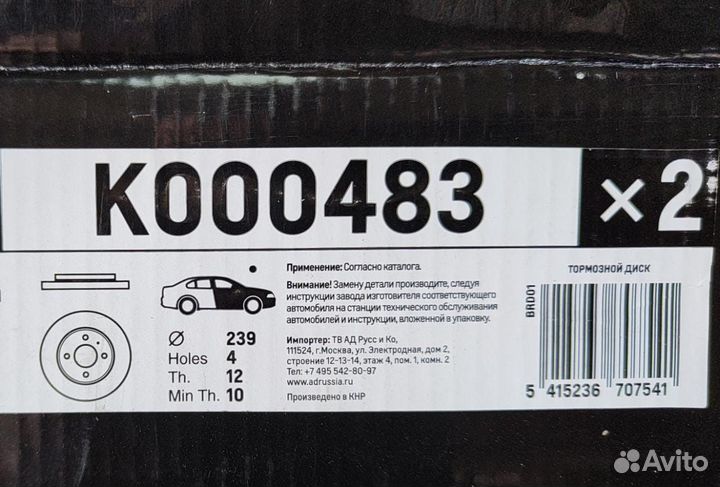 K000483 ×2
Ø 239
Holes 4
Th. 12
Min Th. 10
Применение: Согласно каталога.
Внимание! Замену детали производите, следуя
инструкции завода изготовителя соответствующего
автомобиля на станции технического обслуживания
автомобилей и инструкции, вложенной в упаковку.
Импортер: ТВ АД Русс и Ко,
111524, г.Москва, ул. Электродная, дом 2,
строение 12-13-14, этаж 4, пом. 1, комн. 2
Тел: +7 495 542-80-97
www.adrussia.ru
Произведено в КНР
ТОРМОЗНОЙ ДИСК
BRD01
5 415236 707541
Avito